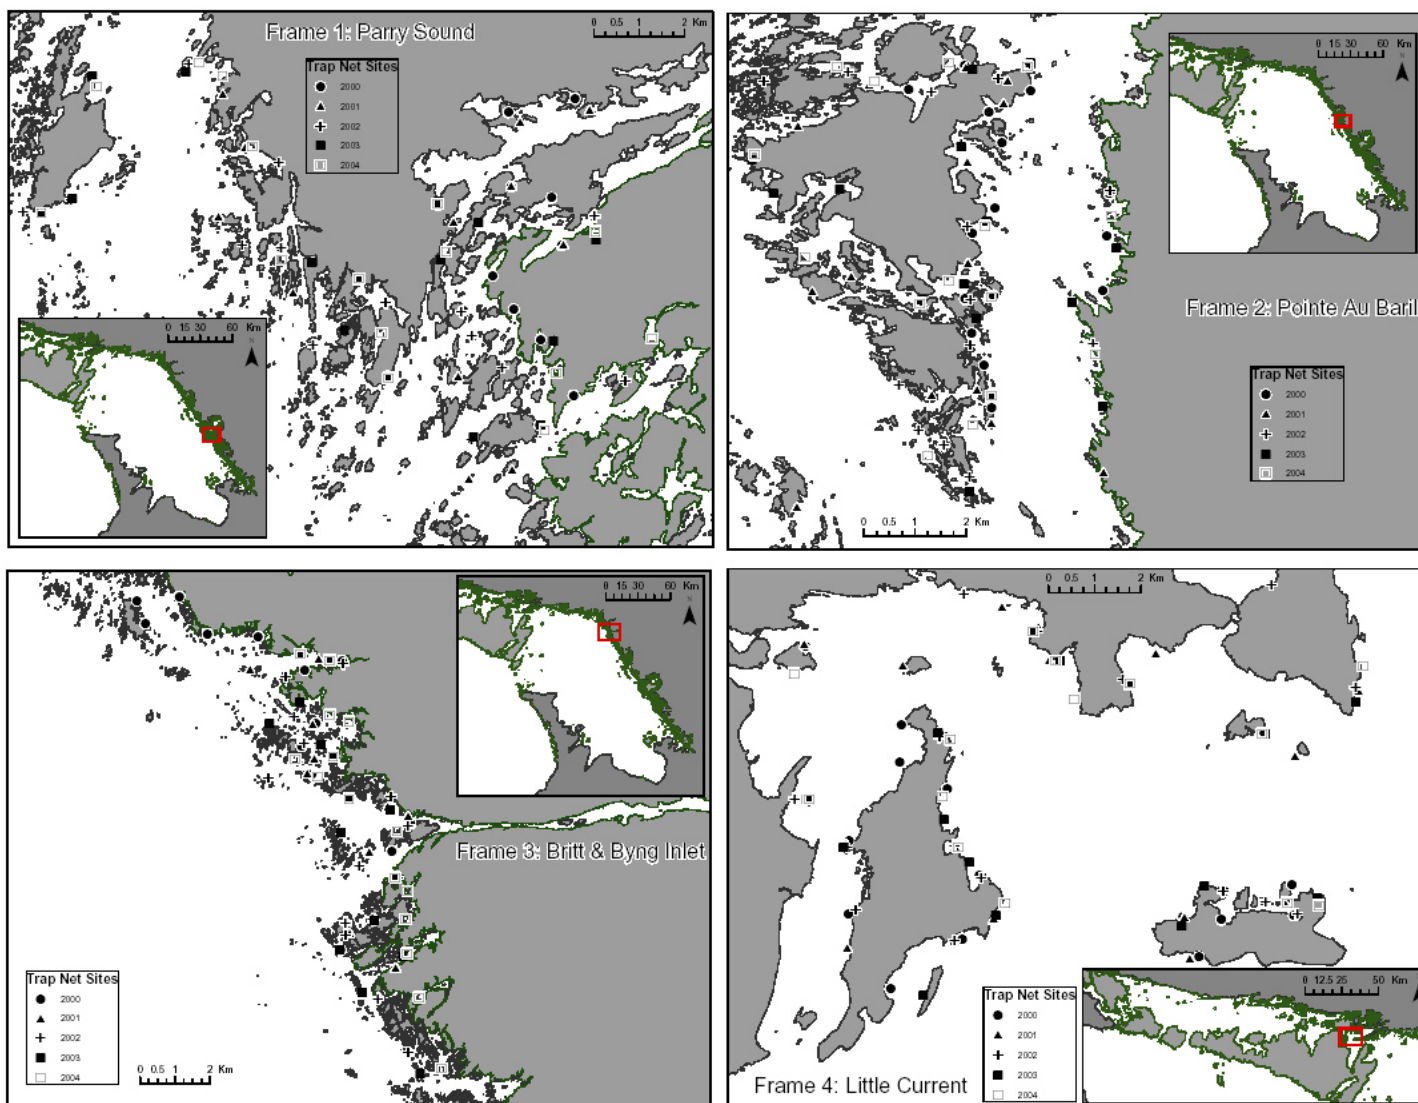 Frame 1: Parry Sound
0 0.5 1 2 Km
Trap Net Sites
2000
2001
2002
2003
2004
0 15 30 60 Km
N
0 15 30 60 Km
N
Frame 2: Pointe Au Baril
Trap Net Sites
2000
2001
2002
2003
2004
0 0.5 1 2 Km
0 15 30 60 Km
N
Frame 3: Britt & Byng Inlet
Trap Net Sites
2000
2001
2002
2003
2004
0 0.5 1 2 Km
0 0.5 1 2 Km
0 12.5 25 50 Km
Trap Net Sites
2000
2001
2002
2003
2004
Frame 4: Little Current